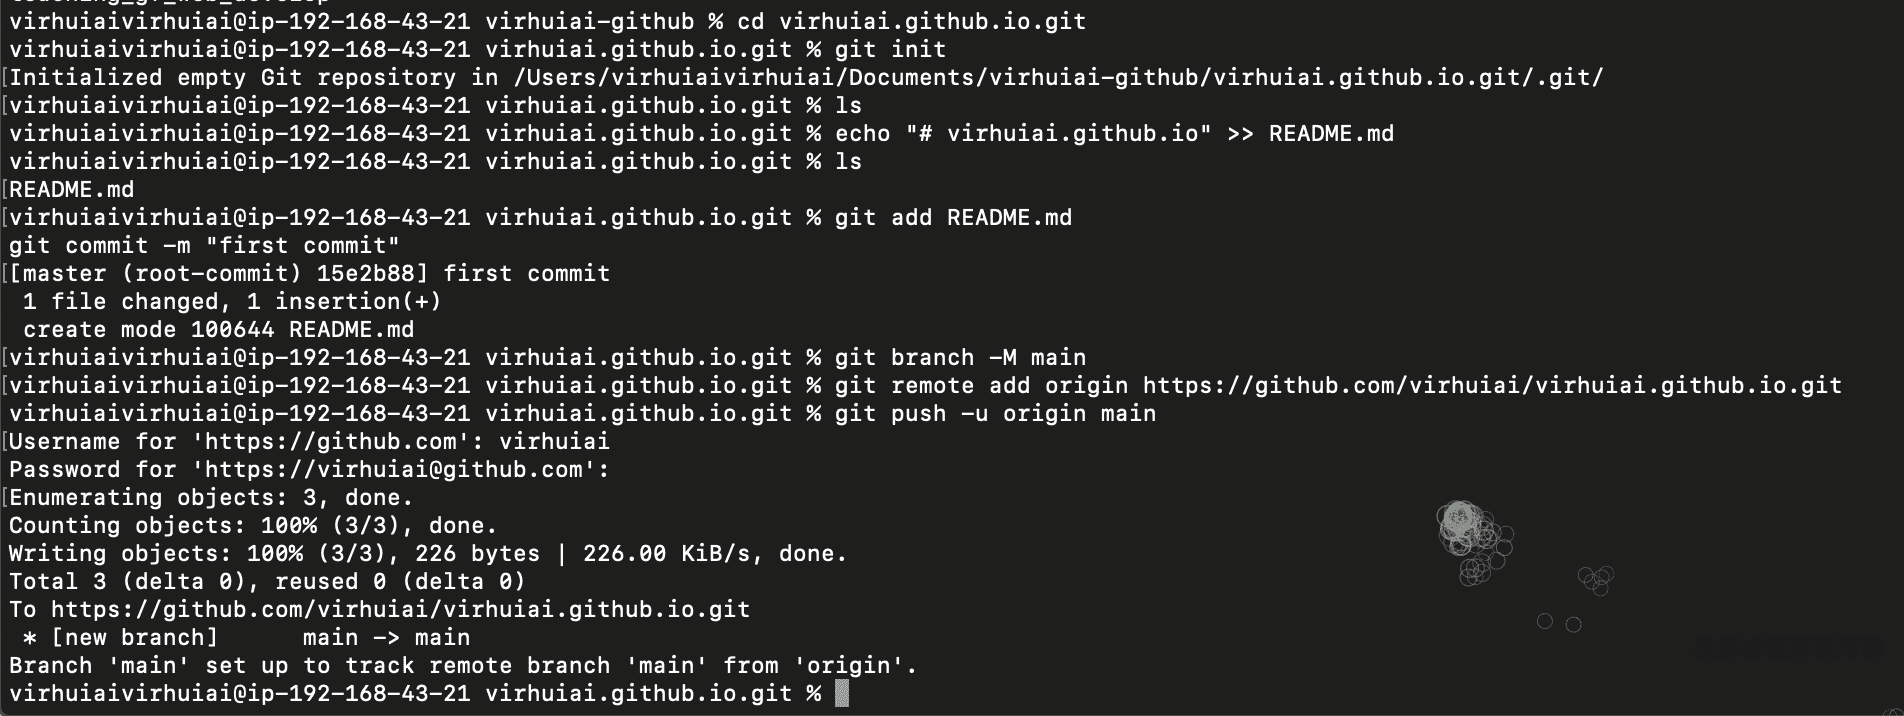 virhuiaivirhuiai@ip-192-168-43-21 virhuiai-github % cd virhuiai.github.io.git
virhuiaivirhuiai@ip-192-168-43-21 virhuiai.github.io.git % git init
[Initialized empty Git repository in /Users/virhuiaivirhuiai/Documents/virhuiai-github/virhuiai.github.io.git/.git/
[virhuiaivirhuiai@ip-192-168-43-21 virhuiai.github.io.git % ls
virhuiaivirhuiai@ip-192-168-43-21 virhuiai.github.io.git % echo "# virhuiai.github.io" >> README.md
virhuiaivirhuiai@ip-192-168-43-21 virhuiai.github.io.git % ls
[README.md
[virhuiaivirhuiai@ip-192-168-43-21 virhuiai.github.io.git % git add README.md
git commit -m "first commit"
[[master (root-commit) 15e2b88] first commit
 1 file changed, 1 insertion(+)
 create mode 100644 README.md
[virhuiaivirhuiai@ip-192-168-43-21 virhuiai.github.io.git % git branch -M main
[virhuiaivirhuiai@ip-192-168-43-21 virhuiai.github.io.git % git remote add origin https://github.com/virhuiai/virhuiai.github.io.git
virhuiaivirhuiai@ip-192-168-43-21 virhuiai.github.io.git % git push -u origin main
[Username for 'https://github.com': virhuiai
Password for 'https://virhuiai@github.com':
[Enumerating objects: 3, done.
Counting objects: 100% (3/3), done.
Writing objects: 100% (3/3), 226 bytes | 226.00 KiB/s, done.
Total 3 (delta 0), reused 0 (delta 0)
To https://github.com/virhuiai/virhuiai.github.io.git
 * [new branch]      main -> main
Branch 'main' set up to track remote branch 'main' from 'origin'.
virhuiaivirhuiai@ip-192-168-43-21 virhuiai.github.io.git %